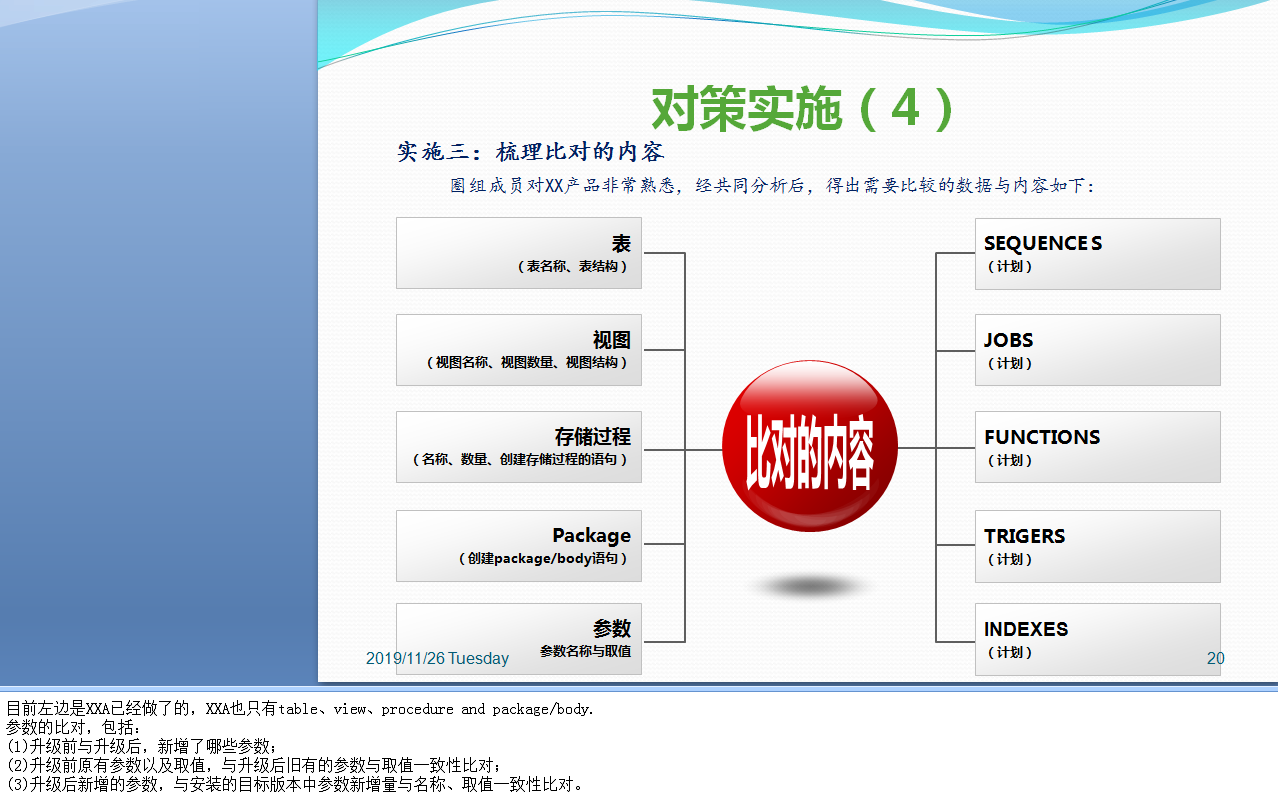 对策实施（4）
实施三：梳理比对的内容
圈组成员对XX产品非常熟悉，经共同分析后，得出需要比较的数据与内容如下：
表
（表名称、表结构）
视图
（视图名称、视图数量、视图结构）
存储过程
（名称、数量、创建存储过程的语句）
Package
（创建package/body语句）
参数
参数名称与取值
比对的内容
SEQUENCES
（计划）
JOBS
（计划）
FUNCTIONS
（计划）
TRIGERS
（计划）
INDEXES
（计划）
2019/11/26 Tuesday
20
目前左边是XXA已经做了的，XXA也只有table、view、procedure and package/body.
参数的比对，包括：
(1)升级前与升级后，新增了哪些参数；
(2)升级前原有参数以及取值，与升级后旧有的参数与取值一致性比对；
(3)升级后新增的参数，与安装的目标版本中参数新增量与名称、取值一致性比对。